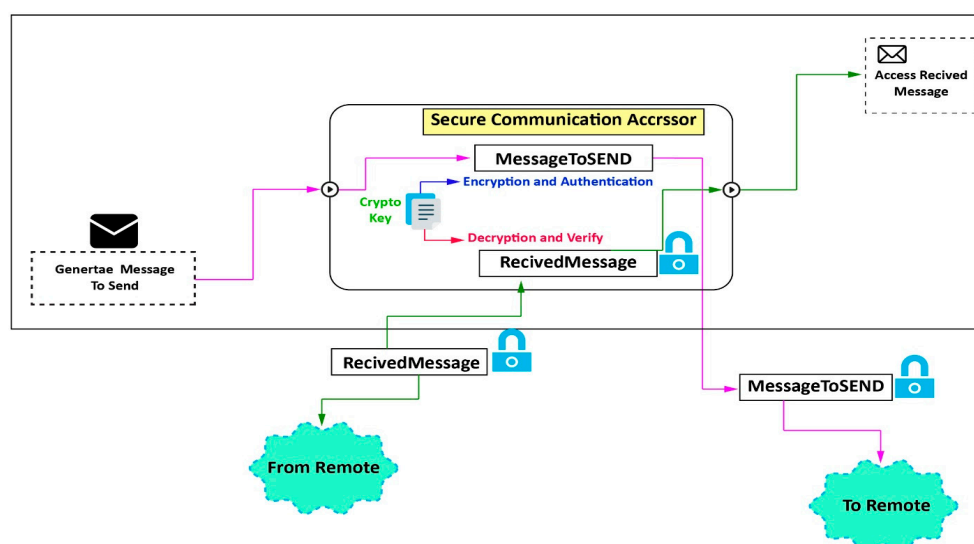 Access Recived
Message
Secure Communication Accrssor
MessageToSEND
Encryption and Authentication
Crypto
Key
Decryption and Verify
RecivedMessage
Genertae Message
To Send
RecivedMessage
MessageToSEND
From Remote
To Remote